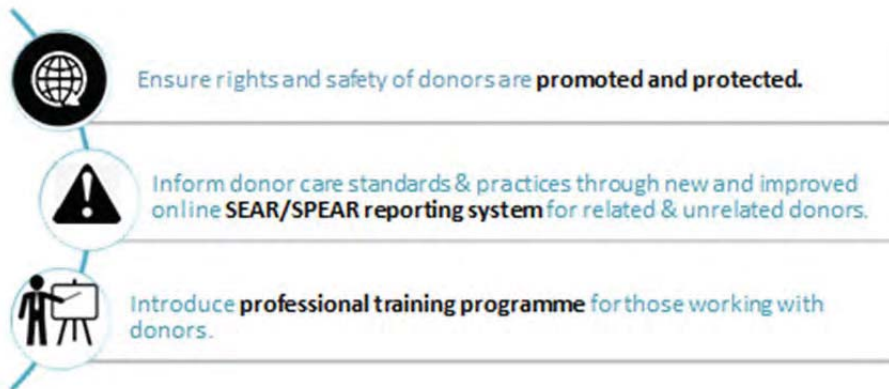 Ensure rights and safety of donors are promoted and protected.
Inform donor care standards & practices through new and improved
online SEAR/SPEAR reporting system for related & unrelated donors.
Introduce professional training programme for those working with
donors.